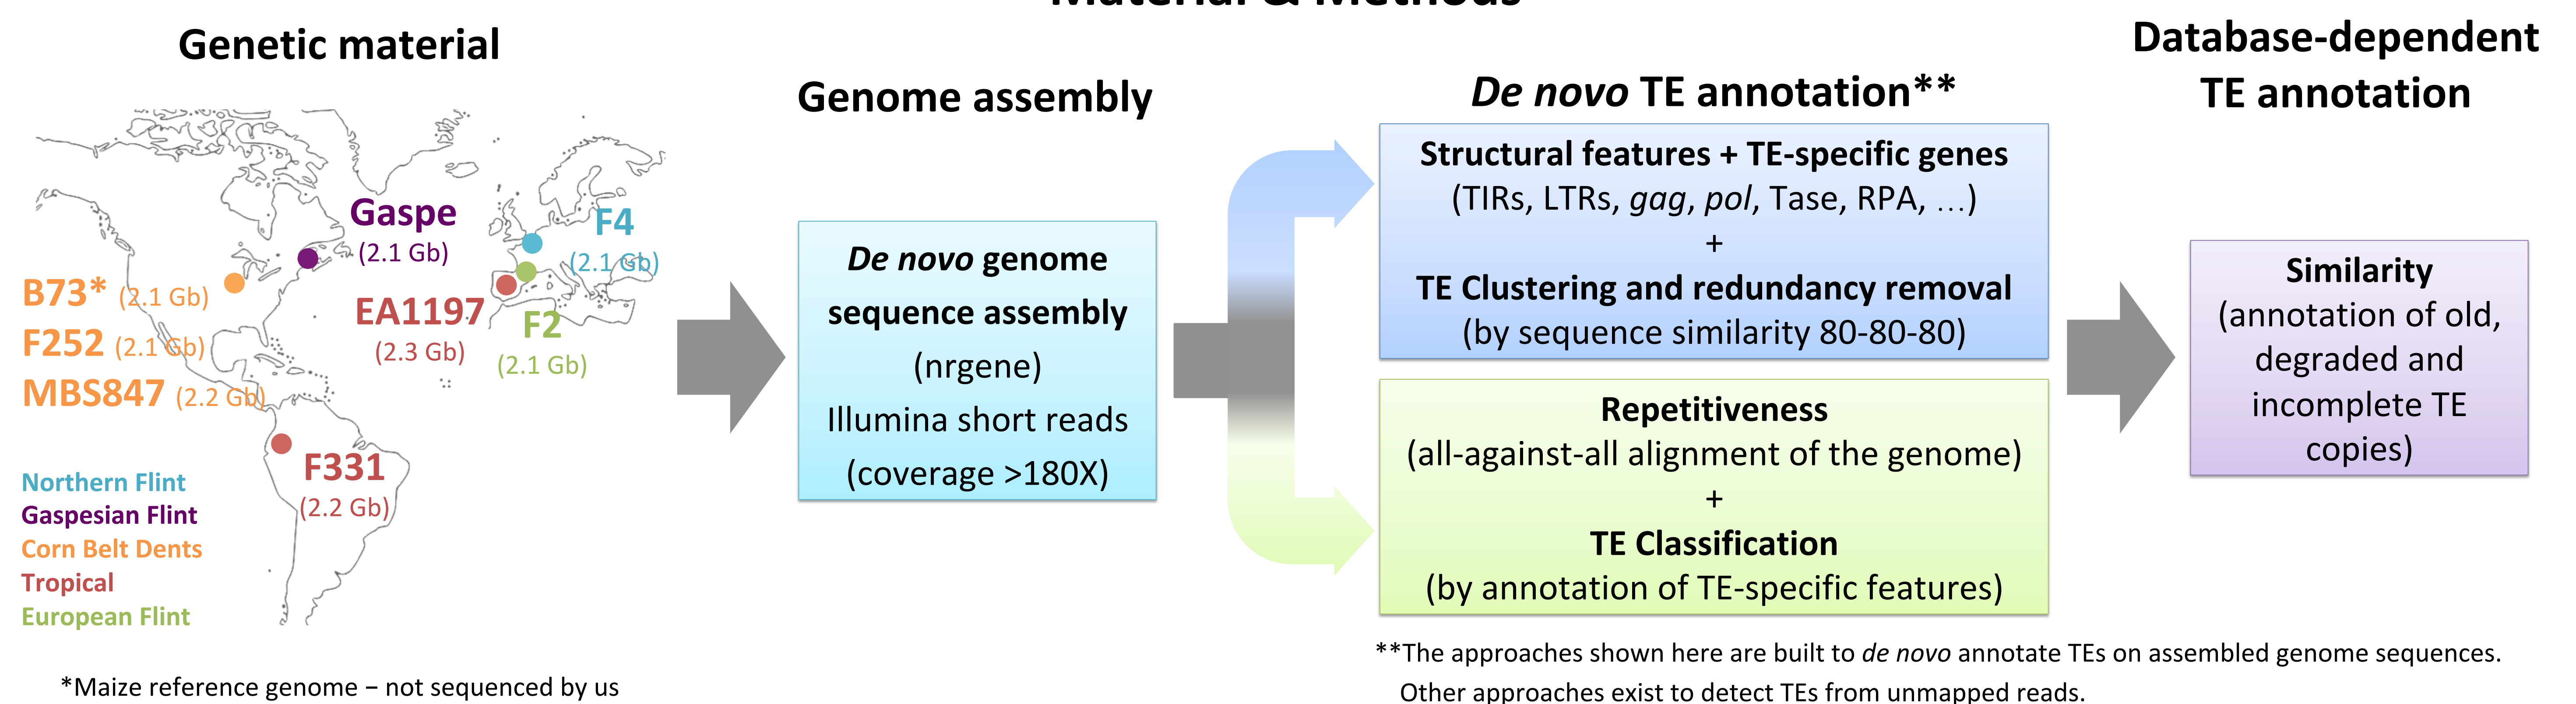 Material & Methods
Genetic material
Gaspe
(2.1 Gb)
F4
(2.1 Gb)
B73* (2.1 Gb)
F252 (2.1 Gb)
MBS847 (2.2 Gb)
EA1197
(2.3 Gb)
F2
(2.1 Gb)
F331
(2.2 Gb)
Northern Flint
Gaspesian Flint
Corn Belt Dents
Tropical
European Flint
*Maize reference genome – not sequenced by us
Genome assembly
De novo genome
sequence assembly
(nrgene)
Illumina short reads
(coverage >180X)
De novo TE annotation**
Structural features + TE-specific genes
(TIRs, LTRs, gag, pol, Tase, RPA, …)
+
TE Clustering and redundancy removal
(by sequence similarity 80-80-80)
Repetitiveness
(all-against-all alignment of the genome)
+
TE Classification
(by annotation of TE-specific features)
**The approaches shown here are built to de novo annotate TEs on assembled genome sequences.
Other approaches exist to detect TEs from unmapped reads.
Database-dependent
TE annotation
Similarity
(annotation of old,
degraded and
incomplete TE
copies)